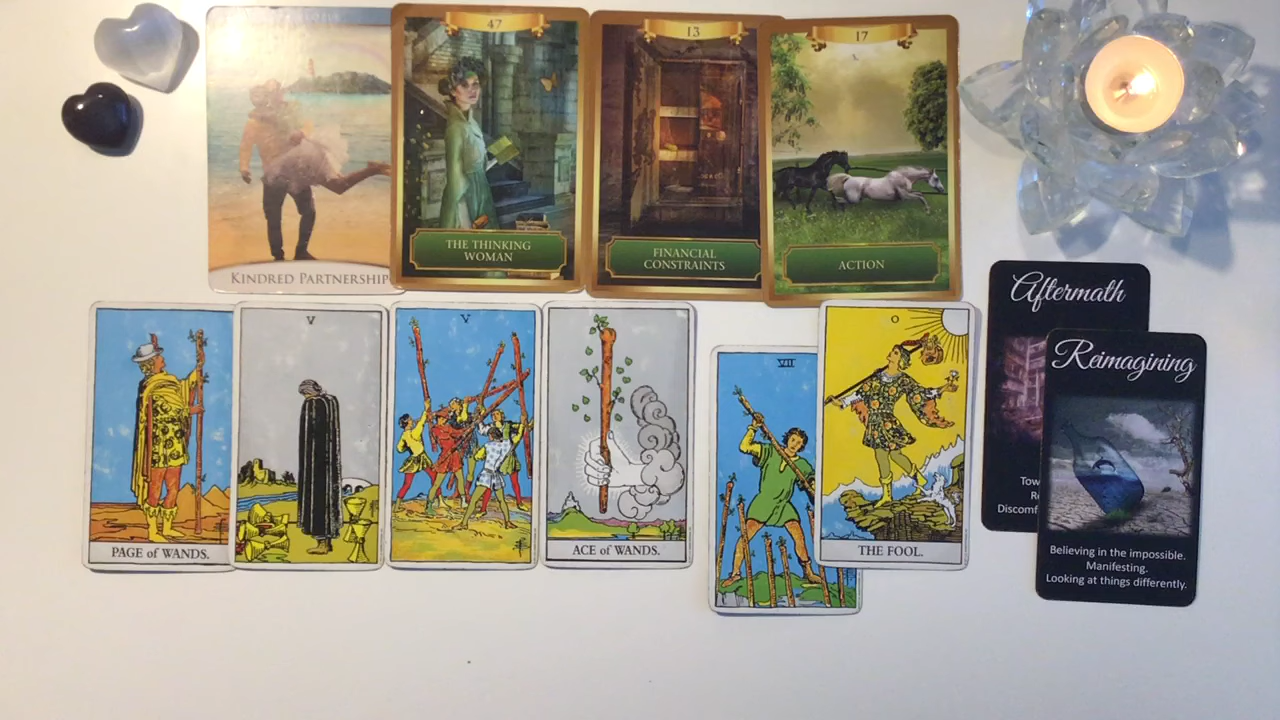 KINDRED PARTNERSHIP
47
THE THINKING
WOMAN
13
FINANCIAL
CONSTRAINTS
17
ACTION
PAGE of WANDS.
V
V
ACE of WANDS.
VII
0
THE FOOL.
Aftermath
Reimagining
Believing in the impossible.
Manifesting.
Looking at things differently.